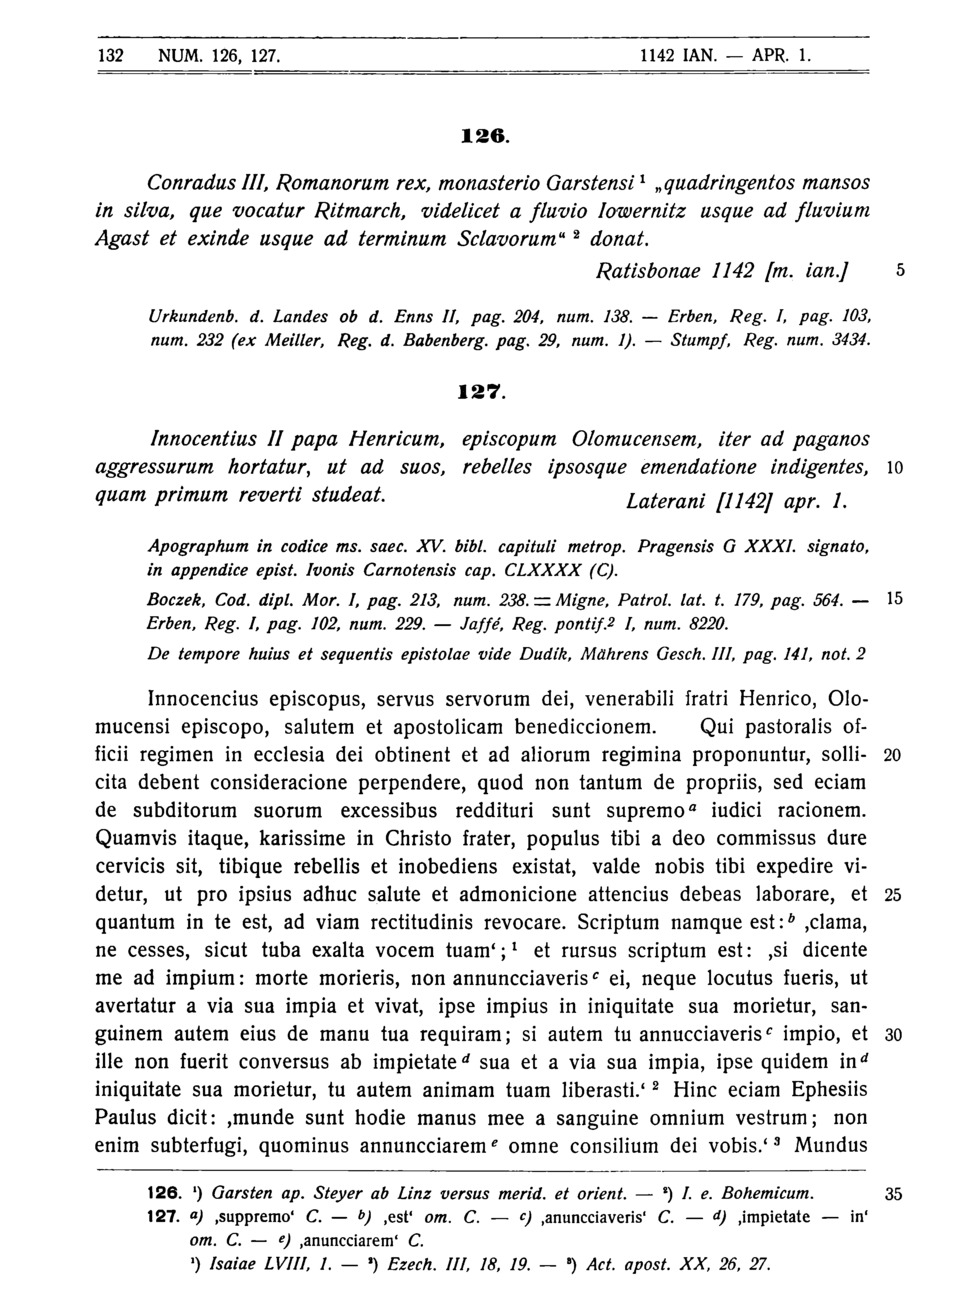 132 NUM. 126, 127. 1142 IAN. — APR. 1.
126.
Conradus III, Romanorum rex, monasterio Garstensi ¹ „quadringentos mansos
in silva, que vocatur Ritmarch, videlicet a fluvio Iowernitz usque ad fluvium
Agast et exinde usque ad terminum Sclavorum“ ² donat.
Ratisbonae 1142 [m. ian.] 5
Urkundenb. d. Landes ob d. Enns II, pag. 204, num. 138. — Erben, Reg. I, pag. 103,
num. 232 (ex Meiller, Reg. d. Babenberg. pag. 29, num. 1). — Stumpf, Reg. num. 3434.
127.
Innocentius II papa Henricum, episcopum Olomucensem, iter ad paganos
aggressurum hortatur, ut ad suos, rebelles ipsosque emendatione indigentes, 10
quam primum reverti studeat. Laterani [1142] apr. 1.
Apographum in codice ms. saec. XV. bibl. capituli metrop. Pragensis G XXXI. signato,
in appendice epist. Ivonis Carnotensis cap. CLXXXX (C).
Boczek, Cod. dipl. Mor. I, pag. 213, num. 238. = Migne, Patrol. lat. t. 179, pag. 564. — 15
Erben, Reg. I, pag. 102, num. 229. — Jaffé, Reg. pontif.² I, num. 8220.
De tempore huius et sequentis epistolae vide Dudik, Mährens Gesch. III, pag. 141, not. 2
Innocencius episcopus, servus servorum dei, venerabili fratri Henrico, Olo-
mucensi episcopo, salutem et apostolicam benediccionem. Qui pastoralis of-
ficii regimen in ecclesia dei obtinent et ad aliorum regimina proponuntur, solli- 20
cita debent consideracione perpendere, quod non tantum de propriis, sed eciam
de subditorum suorum excessibus reddituri sunt supremo ᵃ iudici racionem.
Quamvis itaque, karissime in Christo frater, populus tibi a deo commissus dure
cervicis sit, tibique rebellis et inobediens existat, valde nobis tibi expedire vi-
detur, ut pro ipsius adhuc salute et admonicione attencius debeas laborare, et 25
quantum in te est, ad viam rectitudinis revocare. Scriptum namque est: ᵇ ‚clama,
ne cesses, sicut tuba exalta vocem tuam‘; ¹ et rursus scriptum est: ‚si dicente
me ad impium: morte morieris, non annuncciaveris ᶜ ei, neque locutus fueris, ut
avertatur a via sua impia et vivat, ipse impius in iniquitate sua morietur, san-
guinem autem eius de manu tua requiram; si autem tu annucciaveris ᶜ impio, et 30
ille non fuerit conversus ab impietate ᵈ sua et a via sua impia, ipse quidem in ᵈ
iniquitate sua morietur, tu autem animam tuam liberasti.‘ ² Hinc eciam Ephesiis
Paulus dicit: ‚munde sunt hodie manus mee a sanguine omnium vestrum; non
enim subterfugi, quominus annuncciarem ᵉ omne consilium dei vobis.‘ ³ Mundus
126. ¹) Garsten ap. Steyer ab Linz versus merid. et orient. — ²) I. e. Bohemicum. 35
127. a) ‚suppremo‘ C. — b) ‚est‘ om. C. — c) ‚anuncciaveris‘ C. — d) ‚impietate — in‘
om. C. — e) ‚anuncciarem‘ C.
¹) Isaiae LVIII, 1. — ²) Ezech. III, 18, 19. — ³) Act. apost. XX, 26, 27.